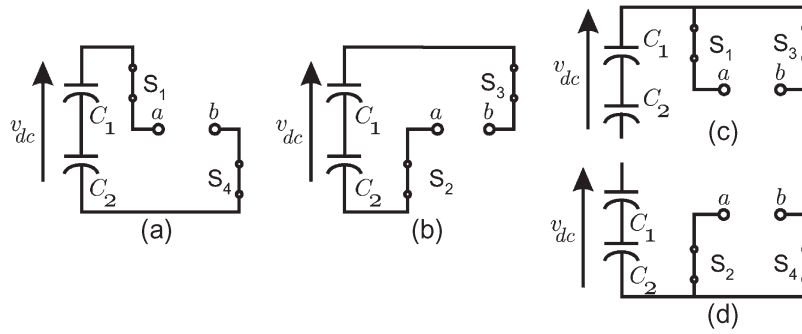 v_dc C_1 C_2 S_1 a b S_4
(a)
v_dc C_1 C_2 a b S_2 S_3
(b)
v_dc C_1 C_2 S_1 S_3 a b
(c)
v_dc C_1 C_2 a b S_2 S_4
(d)